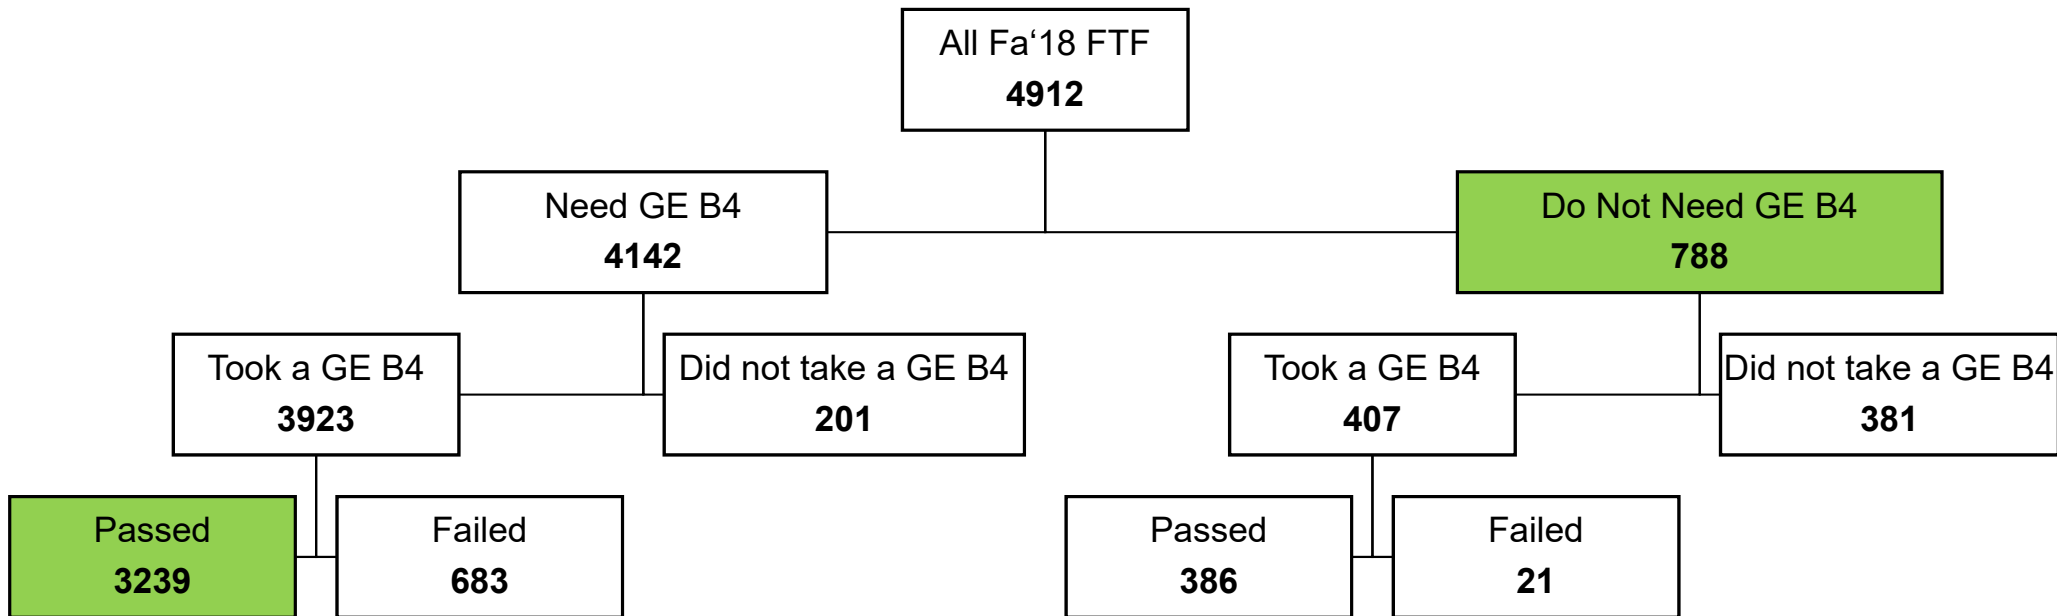 All Fa‘18 FTF
4912
Need GE B4
4142
Do Not Need GE B4
788
Took a GE B4
3923
Did not take a GE B4
201
Took a GE B4
407
Did not take a GE B4
381
Passed
3239
Failed
683
Passed
386
Failed
21